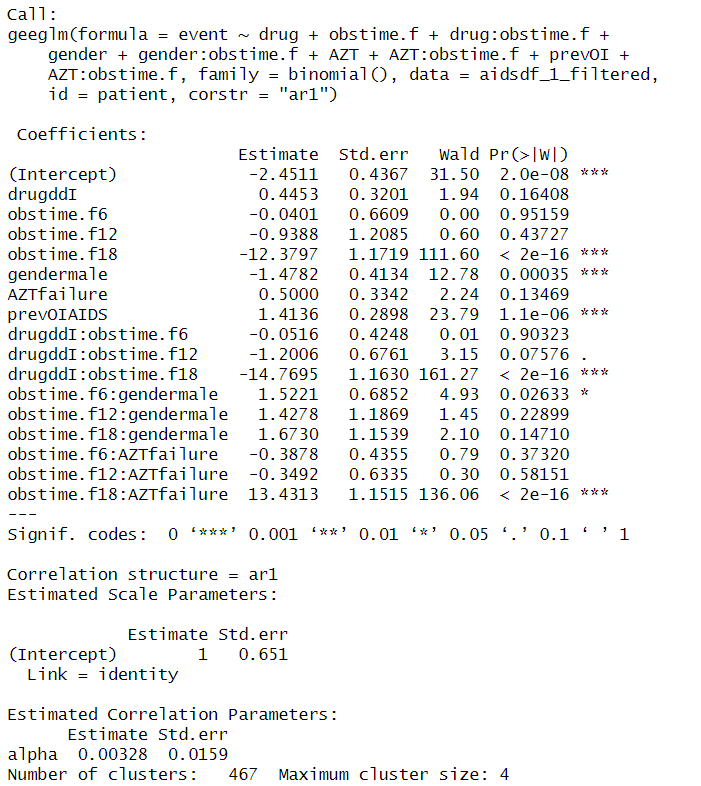 Call:
geeglm(formula = event ~ drug + obstime.f + drug:obstime.f +
    gender + gender:obstime.f + AZT + AZT:obstime.f + prevOI +
    AZT:obstime.f, family = binomial(), data = aidsdf_1_filtered,
    id = patient, corstr = "ar1")

 Coefficients:
                      Estimate  Std.err   Wald Pr(>|W|)
(Intercept)            -2.4511   0.4367  31.50  2.0e-08 ***
drugddI                 0.4453   0.3201   1.94  0.16408
obstime.f6             -0.0401   0.6609   0.00  0.95159
obstime.f12            -0.9388   1.2085   0.60  0.43727
obstime.f18           -12.3797   1.1719 111.60  < 2e-16 ***
gendermale             -1.4782   0.4134  12.78  0.00035 ***
AZTfailure              0.5000   0.3342   2.24  0.13469
prevOIAIDS              1.4136   0.2898  23.79  1.1e-06 ***
drugddI:obstime.f6     -0.0516   0.4248   0.01  0.90323
drugddI:obstime.f12    -1.2006   0.6761   3.15  0.07576 .
drugddI:obstime.f18   -14.7695   1.1630 161.27  < 2e-16 ***
obstime.f6:gendermale   1.5221   0.6852   4.93  0.02633 *
obstime.f12:gendermale  1.4278   1.1869   1.45  0.22899
obstime.f18:gendermale  1.6730   1.1539   2.10  0.14710
obstime.f6:AZTfailure  -0.3878   0.4355   0.79  0.37320
obstime.f12:AZTfailure -0.3492   0.6335   0.30  0.58151
obstime.f18:AZTfailure 13.4313   1.1515 136.06  < 2e-16 ***
---
Signif. codes:  0 ‘***’ 0.001 ‘**’ 0.01 ‘*’ 0.05 ‘.’ 0.1 ‘ ’ 1

Correlation structure = ar1
Estimated Scale Parameters:

            Estimate Std.err
(Intercept)        1   0.651
  Link = identity

Estimated Correlation Parameters:
      Estimate Std.err
alpha  0.00328  0.0159
Number of clusters:   467  Maximum cluster size: 4